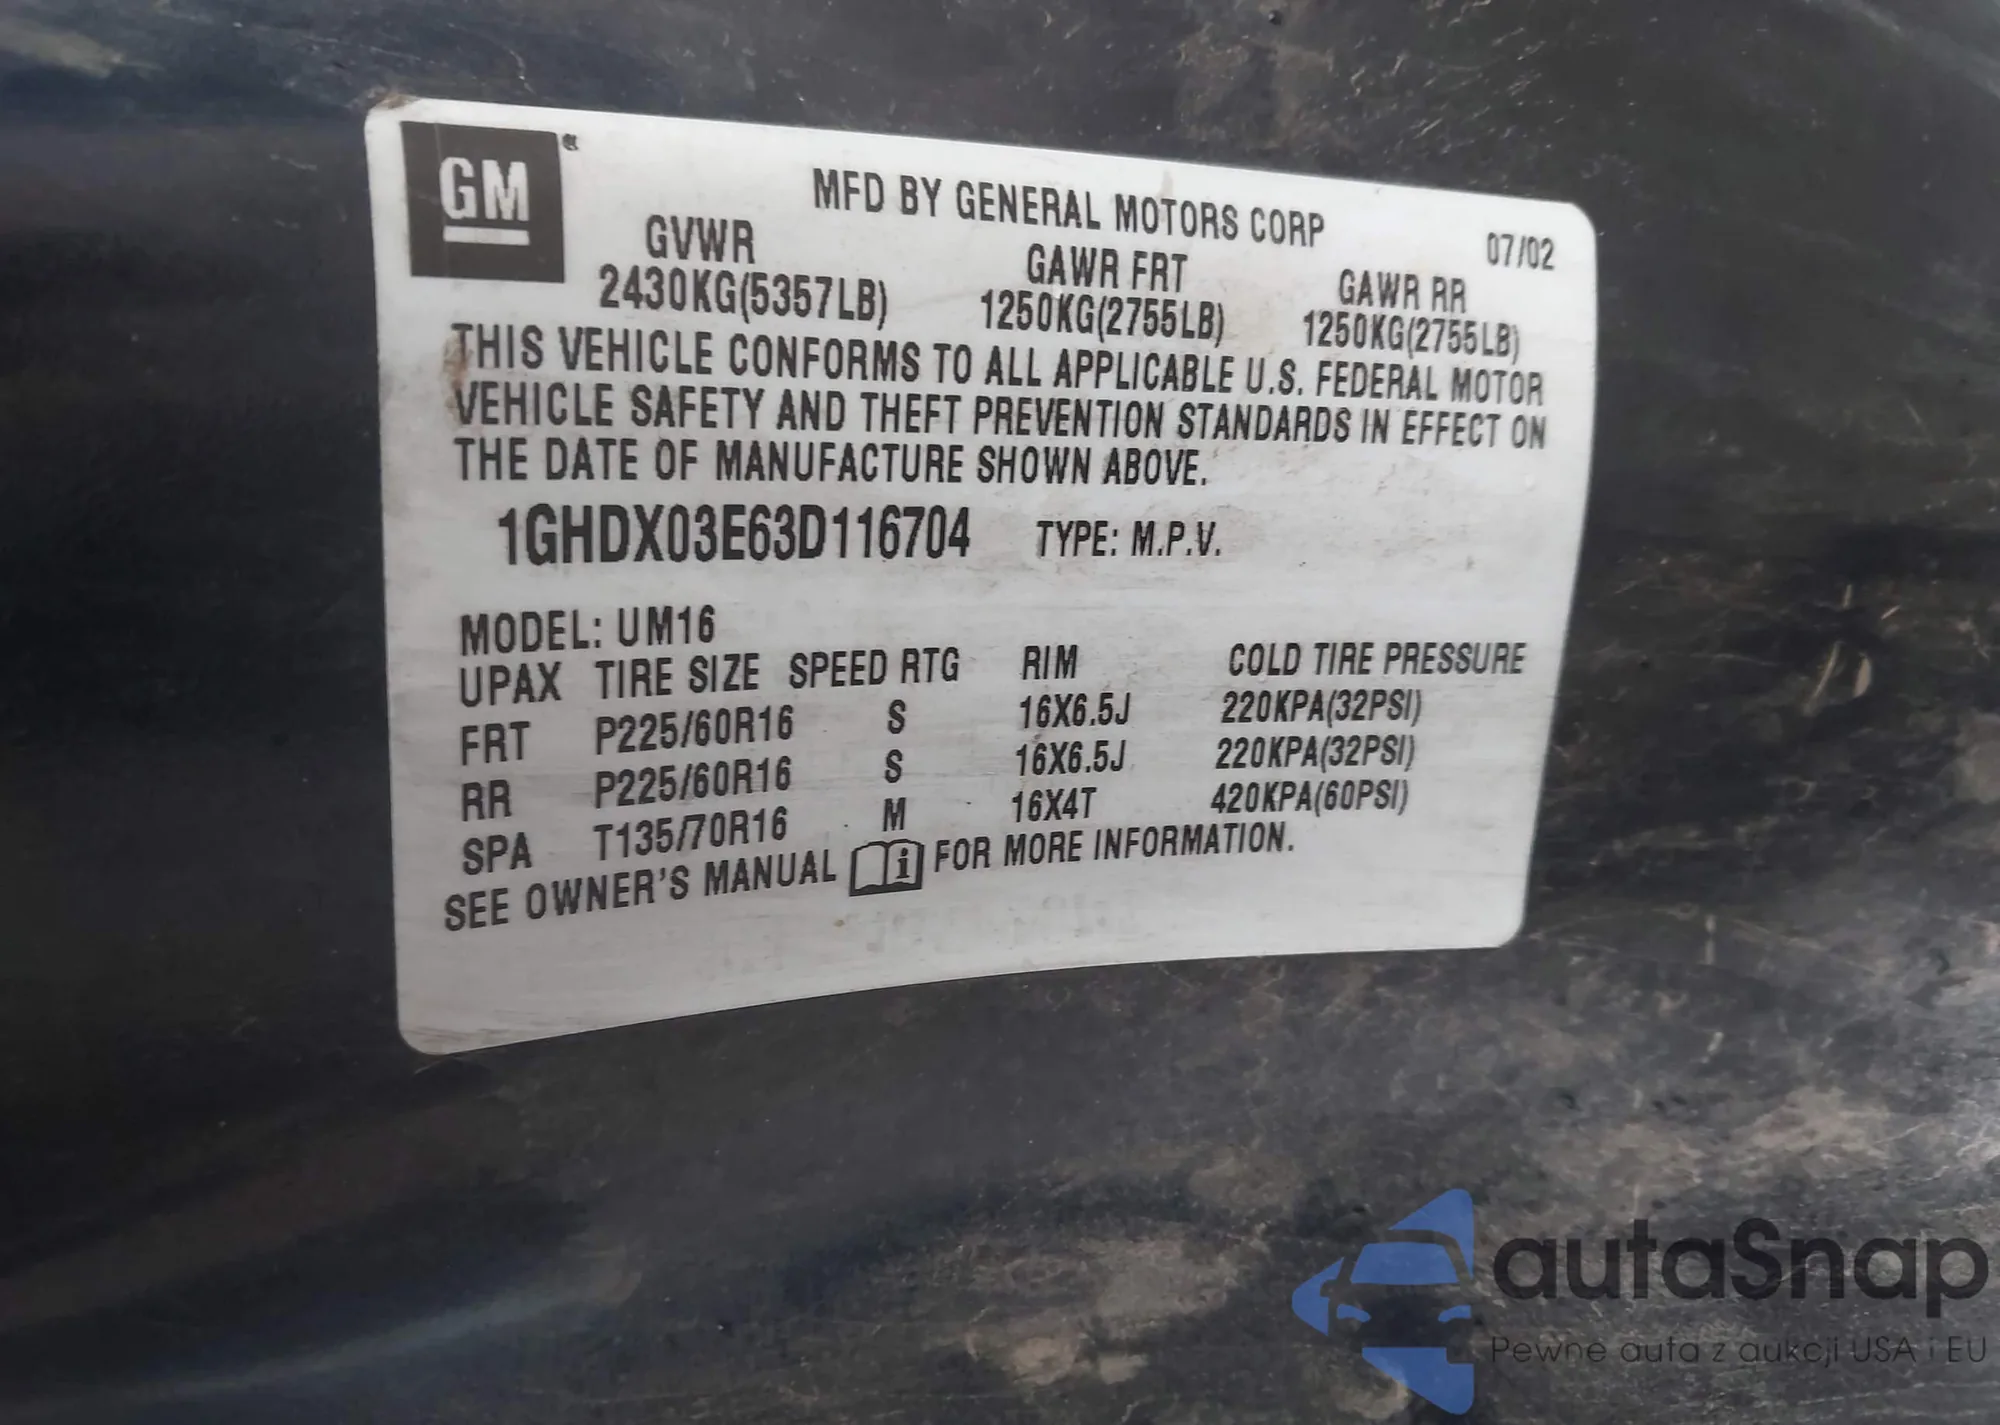 GM
MFD BY GENERAL MOTORS CORP
07/02
GVWR GAWR FRT GAWR RR
2430KG(5357LB) 1250KG(2755LB) 1250KG(2755LB)
THIS VEHICLE CONFORMS TO ALL APPLICABLE U.S. FEDERAL MOTOR
VEHICLE SAFETY AND THEFT PREVENTION STANDARDS IN EFFECT ON
THE DATE OF MANUFACTURE SHOWN ABOVE.
1GHDX03E63D116704 TYPE: M.P.V.
MODEL: UM16
UPAX TIRE SIZE SPEED RTG RIM COLD TIRE PRESSURE
FRT P225/60R16 S 16X6.5J 220KPA(32PSI)
RR P225/60R16 S 16X6.5J 220KPA(32PSI)
SPA T135/70R16 M 16X4T 420KPA(60PSI)
SEE OWNER'S MANUAL i FOR MORE INFORMATION.
autaSnap
Pewne auta z aukcji USA i EU